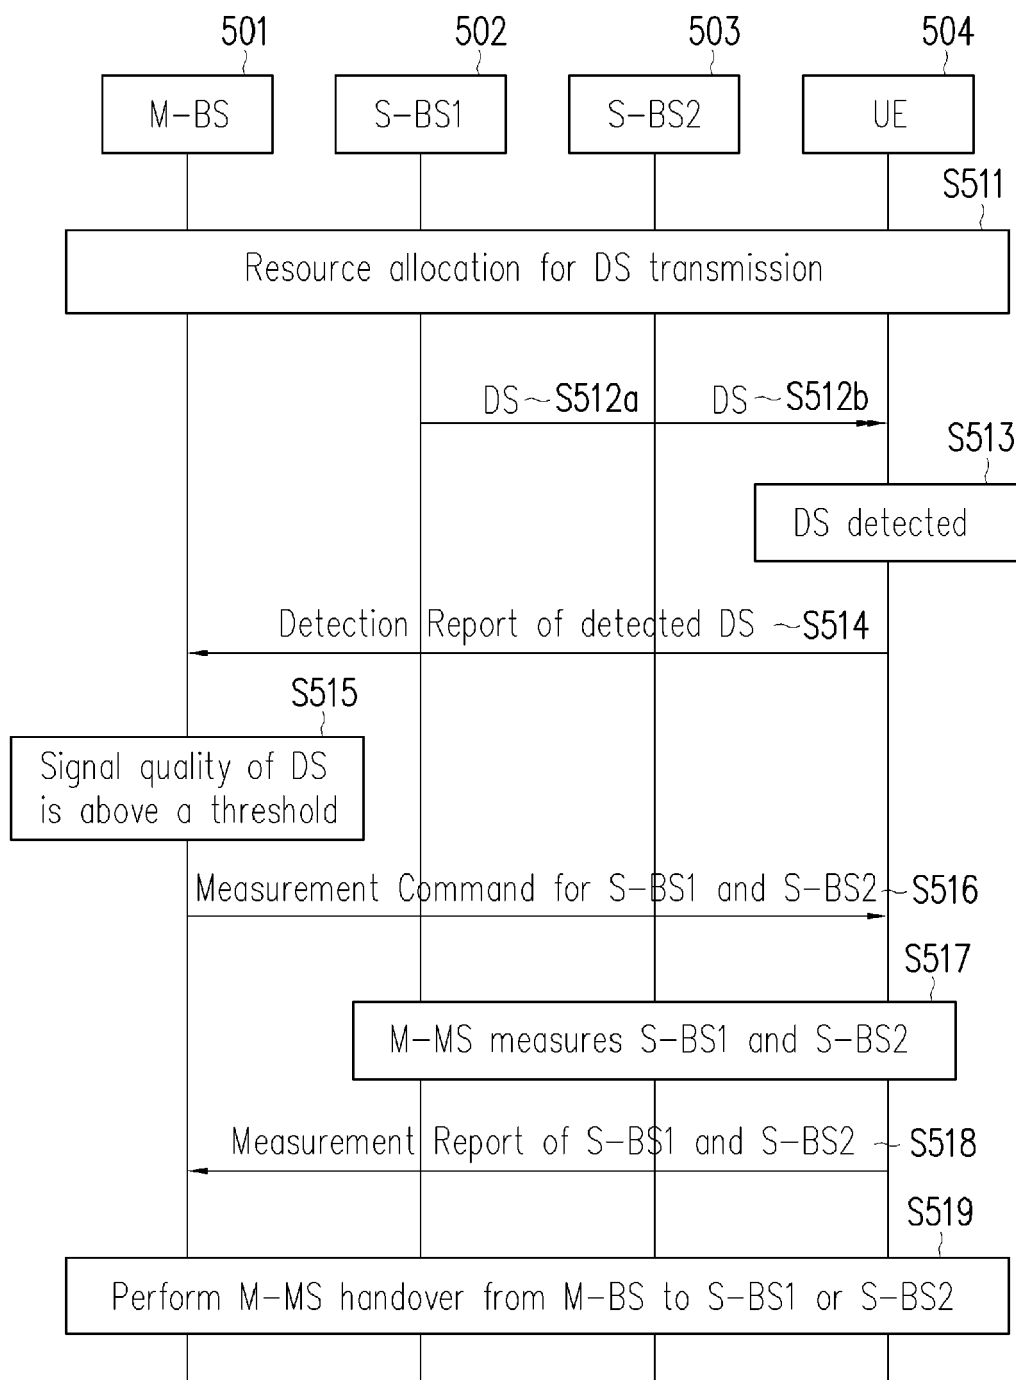 501 502 503 504
M-BS S-BS1 S-BS2 UE
S511
Resource allocation for DS transmission
DS ~ S512a DS ~ S512b
S513
DS detected
Detection Report of detected DS ~ S514
S515
Signal quality of DS
is above a threshold
Measurement Command for S-BS1 and S-BS2 ~ S516
S517
M-MS measures S-BS1 and S-BS2
Measurement Report of S-BS1 and S-BS2 ~ S518
S519
Perform M-MS handover from M-BS to S-BS1 or S-BS2